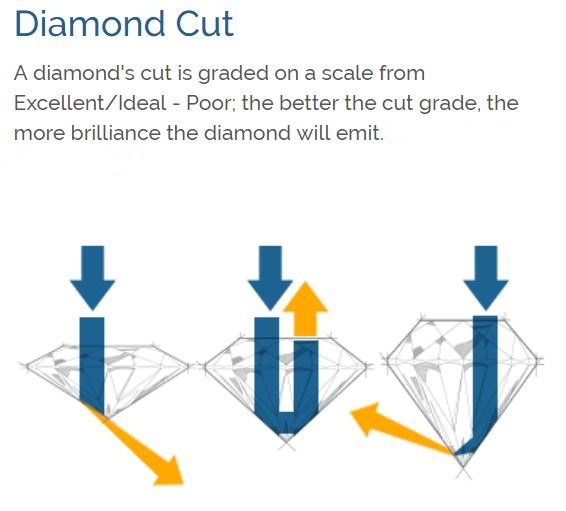 Diamond Cut
A diamond's cut is graded on a scale from
Excellent/Ideal - Poor; the better the cut grade, the
more brilliance the diamond will emit.